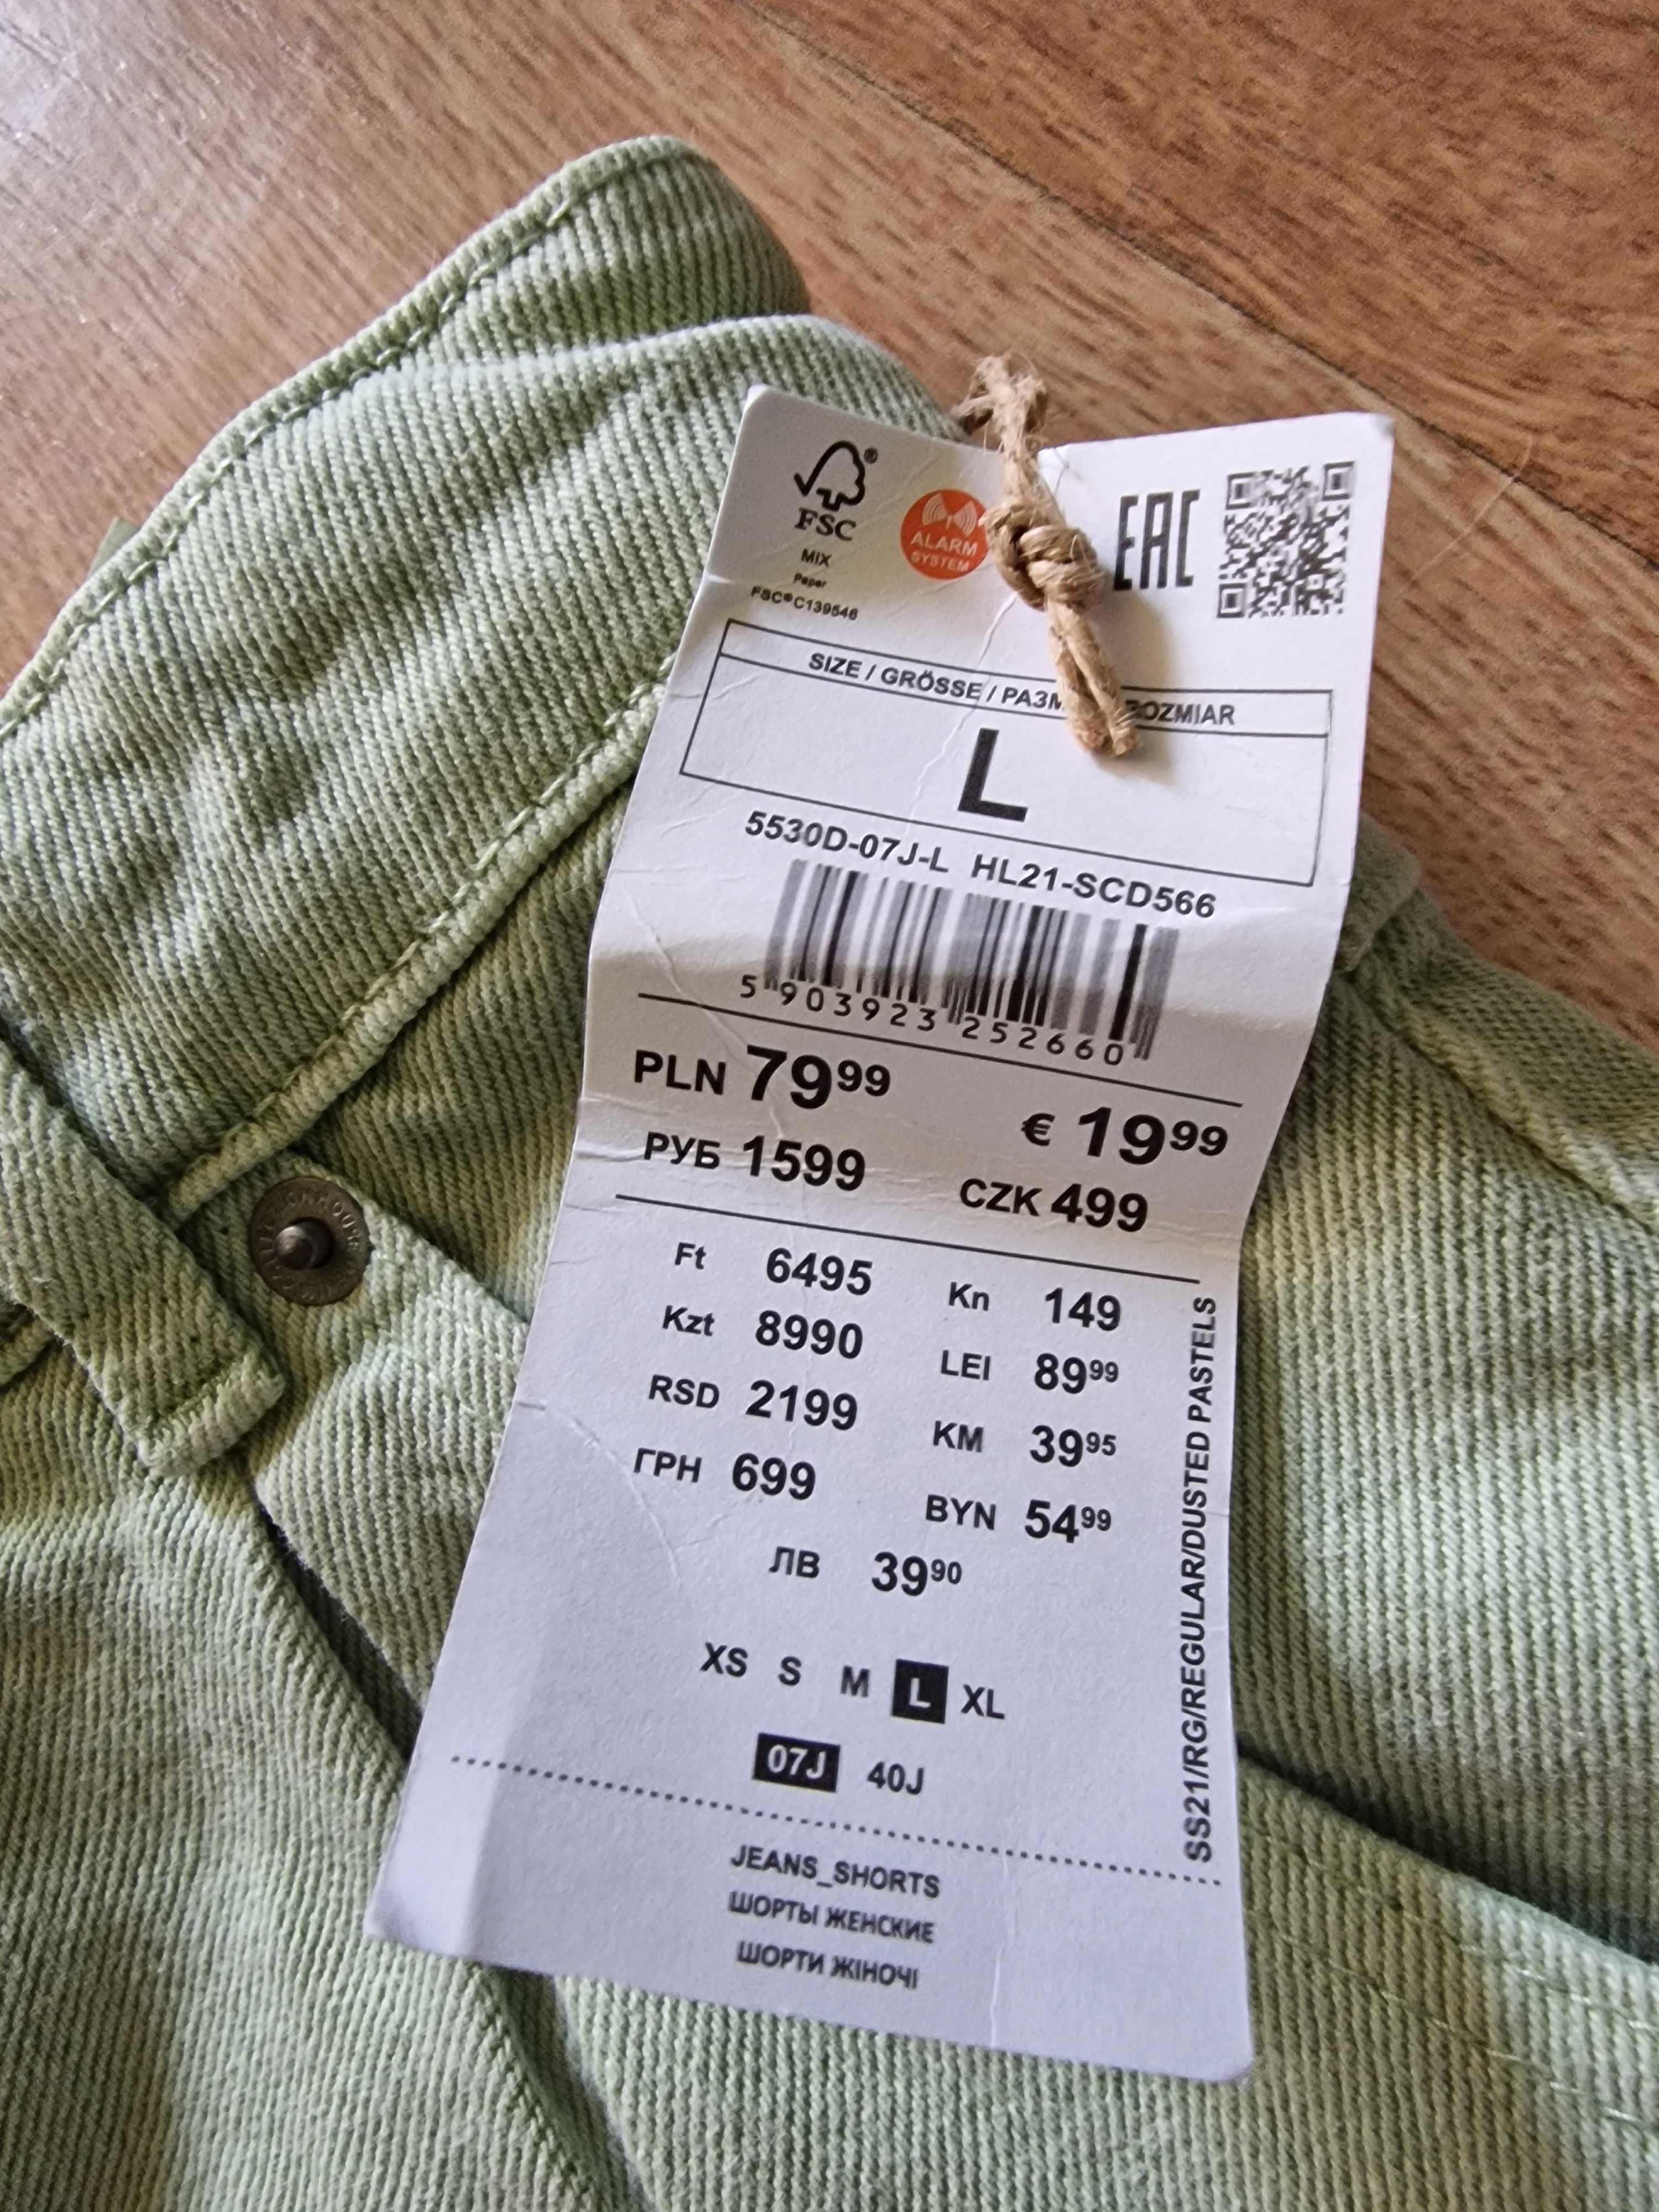 FSC®
MIX
Paper
FSC® C139546
ALARM
SYSTEM
EAC
SIZE / GRÖSSE / РАЗМ ROZMIAR
L
5530D-07J-L HL21-SCD566
5 903923 252660
PLN 79 99
€ 19 99
РУБ 1599
CZK 499
Ft 6495
Kn 149
Kzt 8990
LEI 89 99
RSD 2199
KM 39 95
ГРН 699
BYN 54 99
ЛВ 39 90
XS S M L XL
07J 40J
SS21/RG/REGULAR/DUSTED PASTELS
JEANS_SHORTS
ШОРТЫ ЖЕНСКИЕ
ШОРТИ ЖІНОЧІ